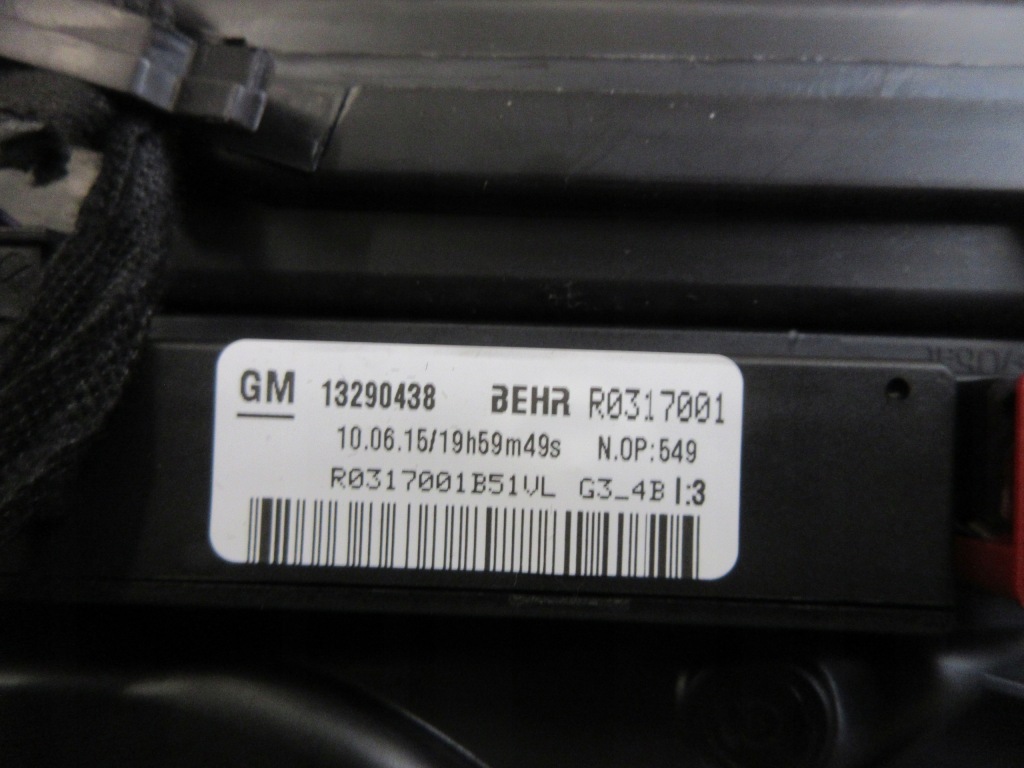 GM 13290438 BEHR R0317001
10.06.15/19h59m49s N.OP:549
R0317001B51VL G3_4B I:3